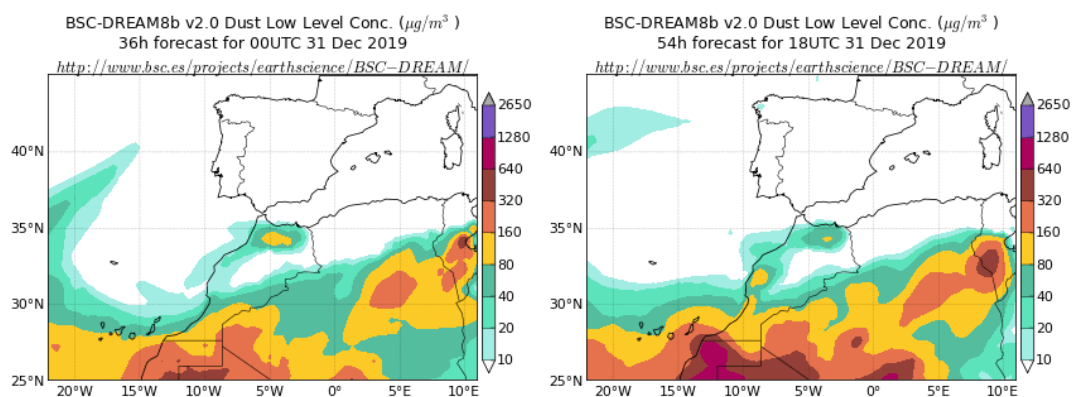 BSC-DREAM8b v2.0 Dust Low Level Conc. (μg/m³ )
36h forecast for 00UTC 31 Dec 2019
http://www.bsc.es/projects/earthscience/BSC−DREAM/
40°N
35°N
30°N
25°N
20°W
15°W
10°W
5°W
0°
5°E
10°E
2650
1280
640
320
160
80
40
20
10
BSC-DREAM8b v2.0 Dust Low Level Conc. (μg/m³ )
54h forecast for 18UTC 31 Dec 2019
http://www.bsc.es/projects/earthscience/BSC−DREAM/
40°N
35°N
30°N
25°N
20°W
15°W
10°W
5°W
0°
5°E
10°E
2650
1280
640
320
160
80
40
20
10